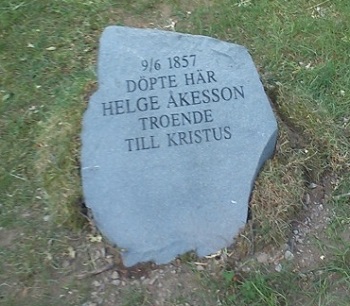 9/6 1857
DÖPTE HÄR
HELGE ÅKESSON
TROENDE
TILL KRISTUS